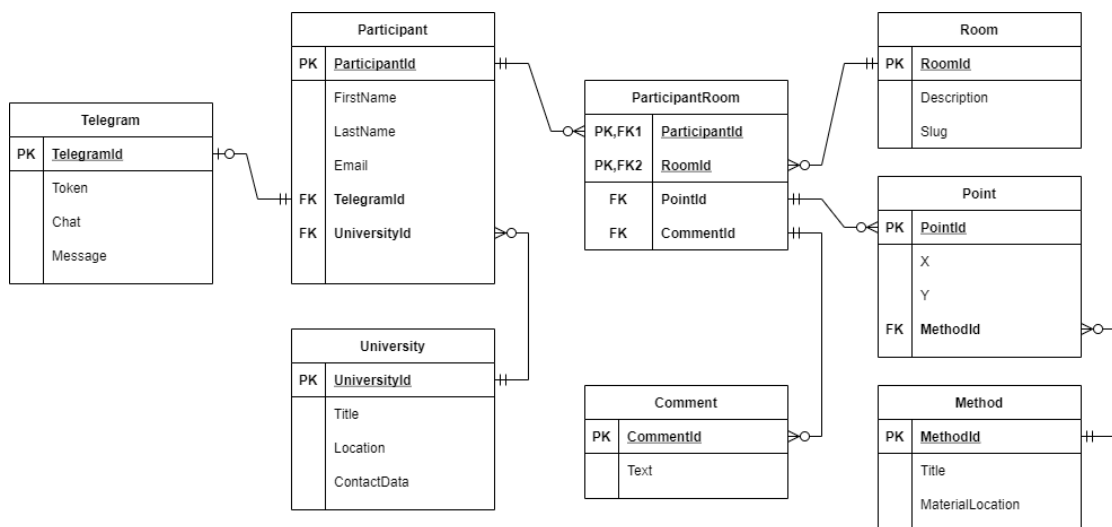 Telegram
PK TelegramId
Token
Chat
Message
Participant
PK ParticipantId
FirstName
LastName
Email
FK TelegramId
FK UniversityId
University
PK UniversityId
Title
Location
ContactData
ParticipantRoom
PK,FK1 ParticipantId
PK,FK2 RoomId
FK PointId
FK CommentId
Comment
PK CommentId
Text
Room
PK RoomId
Description
Slug
Point
PK PointId
X
Y
FK MethodId
Method
PK MethodId
Title
MaterialLocation